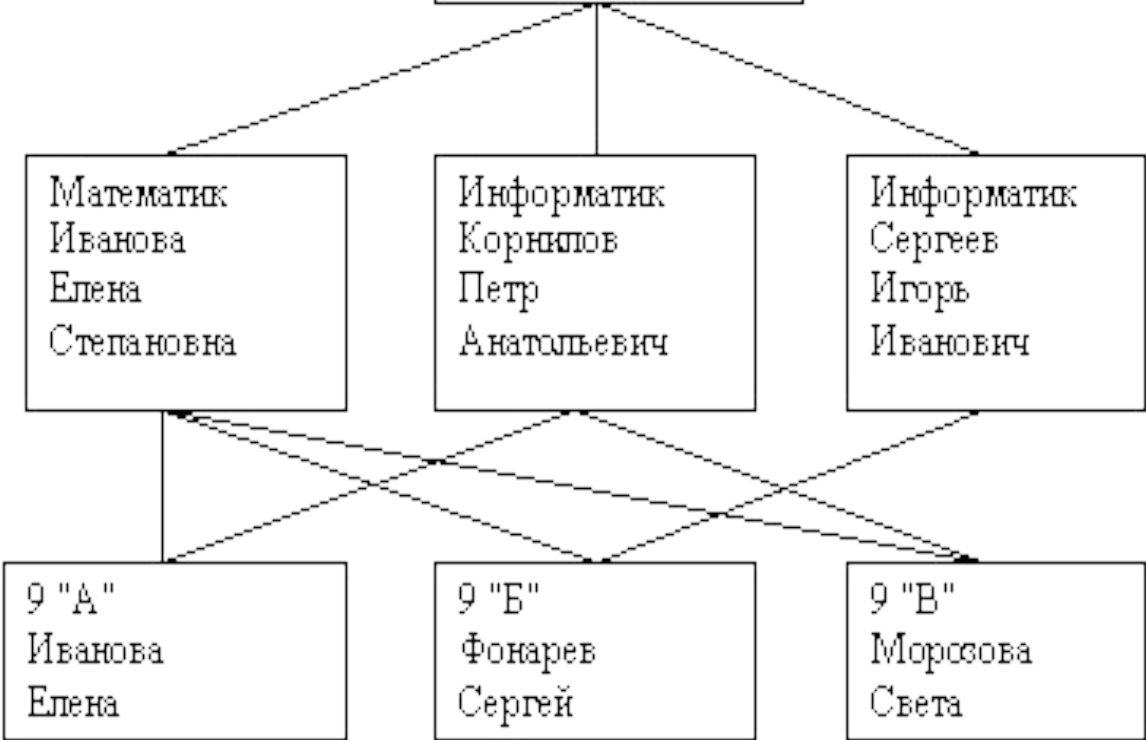 Математик
Иванова
Елена
Степановна
Информатик
Корнилов
Петр
Анатольевич
Информатик
Сергеев
Игорь
Иванович
9 "А"
Иванова
Елена
9 "Б"
Фонарев
Сергей
9 "В"
Морозова
Света